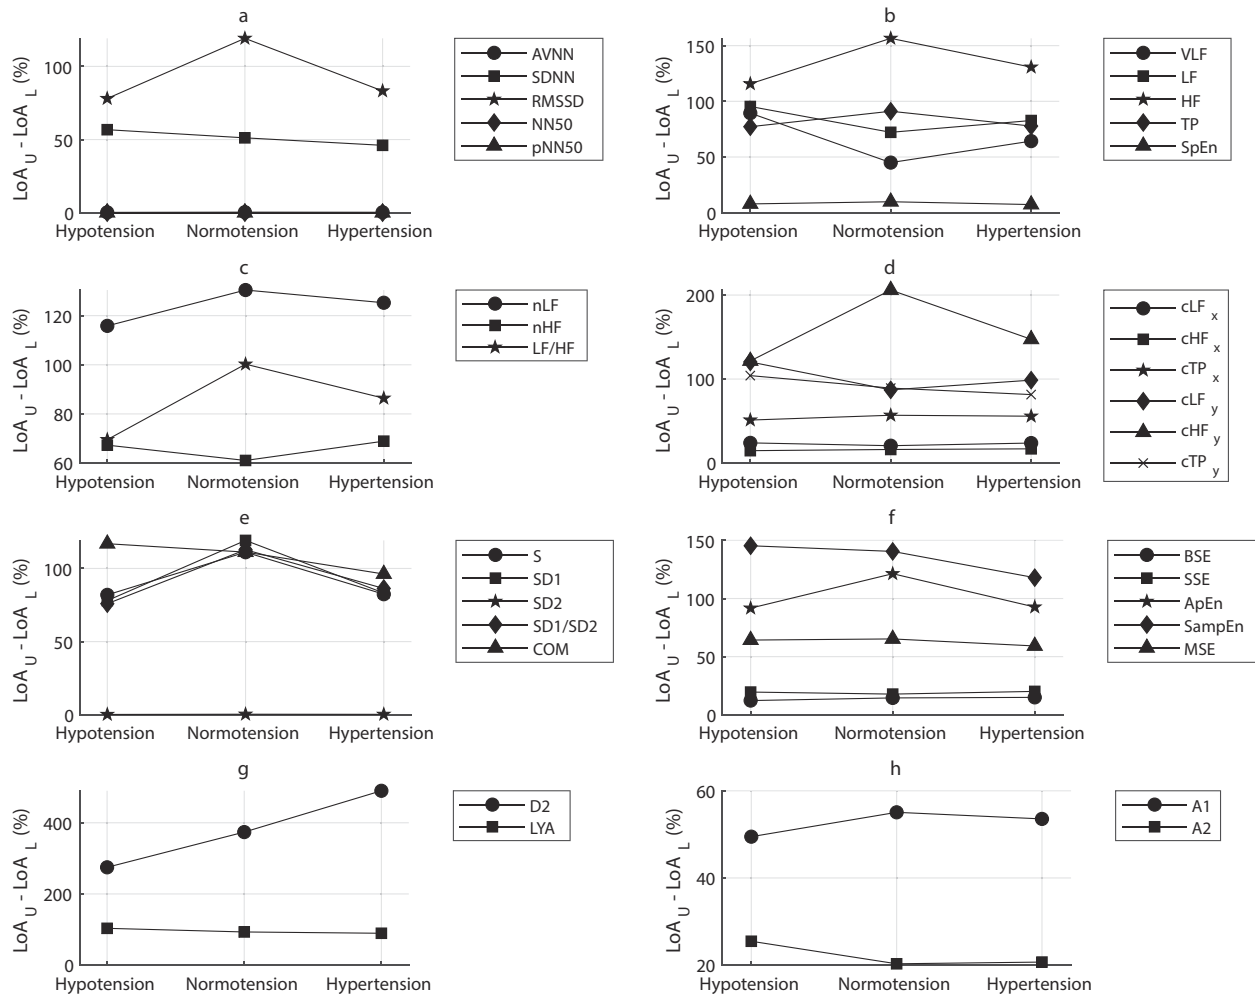 a
LoA U - LoA L (%)
100
50
0
Hypotension Normotension Hypertension
AVNN
SDNN
RMSSD
NN50
pNN50
b
LoA U - LoA L (%)
150
100
50
0
Hypotension Normotension Hypertension
VLF
LF
HF
TP
SpEn
c
LoA U - LoA L (%)
120
100
80
60
Hypotension Normotension Hypertension
nLF
nHF
LF/HF
d
LoA U - LoA L (%)
200
100
0
Hypotension Normotension Hypertension
cLF x
cHF x
cTP x
cLF y
cHF y
cTP y
e
LoA U - LoA L (%)
100
50
0
Hypotension Normotension Hypertension
S
SD1
SD2
SD1/SD2
COM
f
LoA U - LoA L (%)
150
100
50
0
Hypotension Normotension Hypertension
BSE
SSE
ApEn
SampEn
MSE
g
LoA U - LoA L (%)
400
200
0
Hypotension Normotension Hypertension
D2
LYA
h
LoA U - LoA L (%)
60
40
20
Hypotension Normotension Hypertension
A1
A2